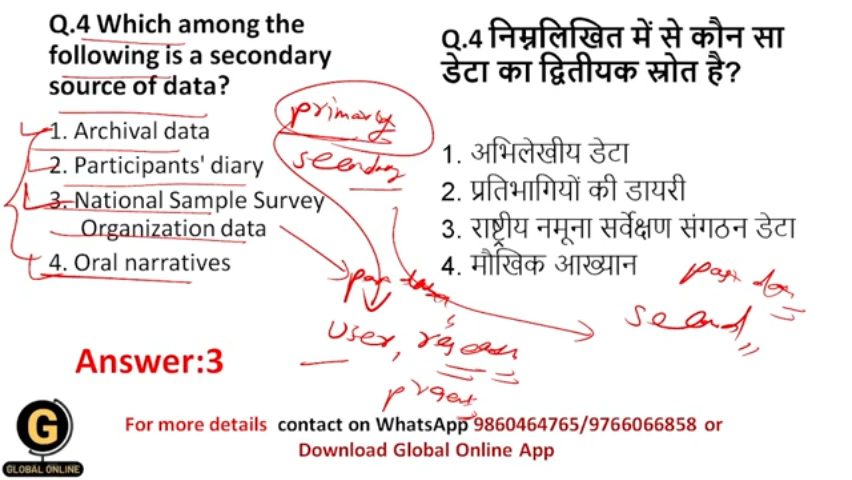 Q.4 Which among the
following is a secondary
source of data?
1. Archival data
2. Participants' diary
3. National Sample Survey
Organization data
4. Oral narratives
Answer:3
primary
secondary
user,
Q.4 निम्नलिखित में से कौन सा
डेटा का द्वितीयक स्रोत है?
1. अभिलेखीय डेटा
2. प्रतिभागियों की डायरी
3. राष्ट्रीय नमूना सर्वेक्षण संगठन डेटा
4. मौखिक आख्यान
For more details contact on WhatsApp 9860464765/9766066858 or
Download Global Online App
G
GLOBAL ONLINE